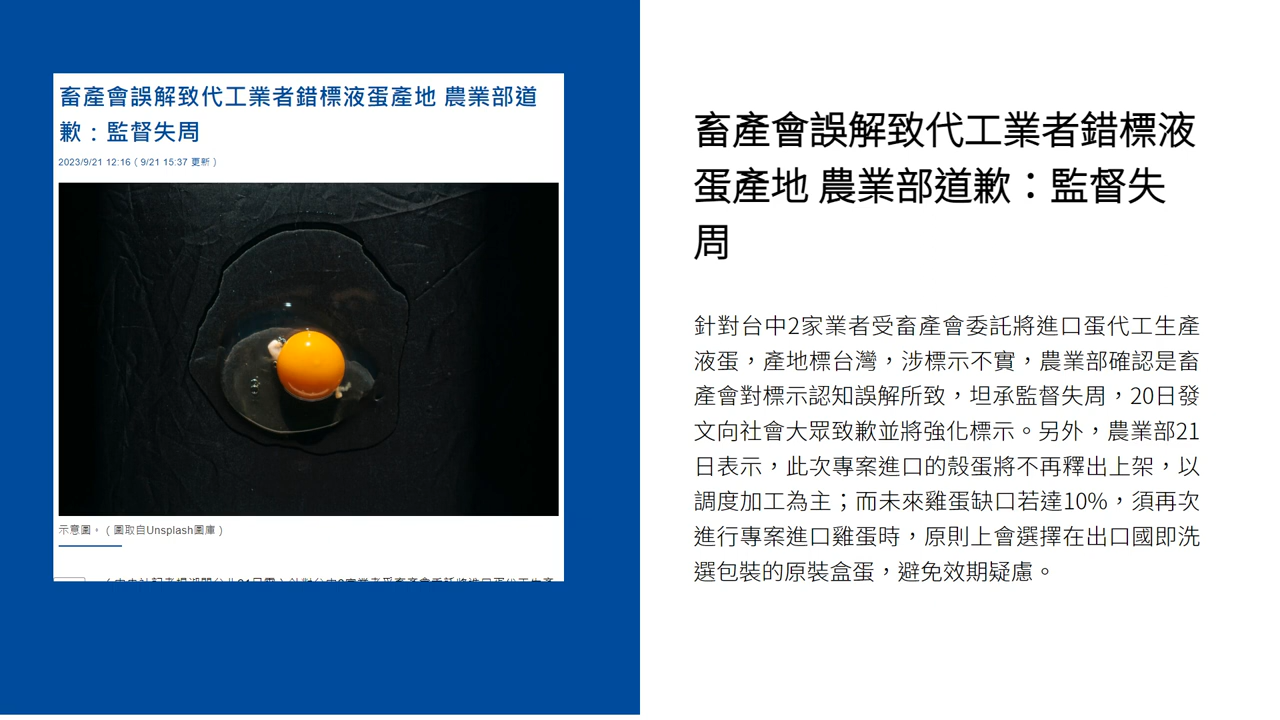 畜產會誤解致代工業者錯標液蛋產地 農業部道
歉：監督失周
2023/9/21 12:16（9/21 15:37 更新）
示意圖。（圖取自Unsplash圖庫）
畜產會誤解致代工業者錯標液
蛋產地 農業部道歉：監督失
周
針對台中2家業者受畜產會委託將進口蛋代工生產
液蛋，產地標台灣，涉標示不實，農業部確認是畜
產會對標示認知誤解所致，坦承監督失周，20日發
文向社會大眾致歉並將強化標示。另外，農業部21
日表示，此次專案進口的殼蛋將不再釋出上架，以
調度加工為主；而未來雞蛋缺口若達10%，須再次
進行專案進口雞蛋時，原則上會選擇在出口國即洗
選包裝的原裝盒蛋，避免效期疑慮。